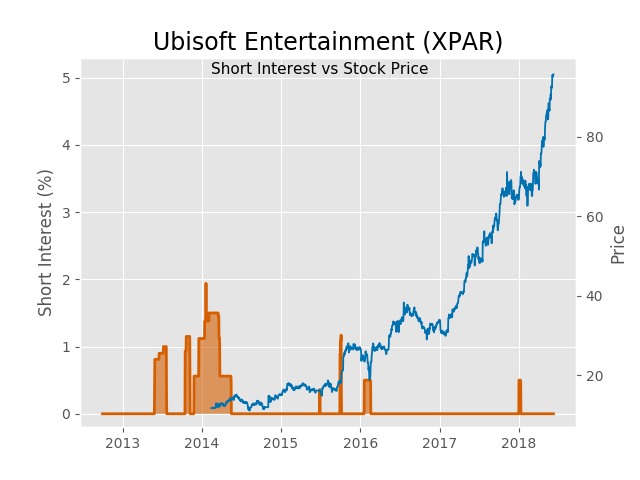 Ubisoft Entertainment (XPAR)
Short Interest vs Stock Price
5
4
3
2
1
0
Short Interest (%)
80
60
40
20
Price
2013 2014 2015 2016 2017 2018